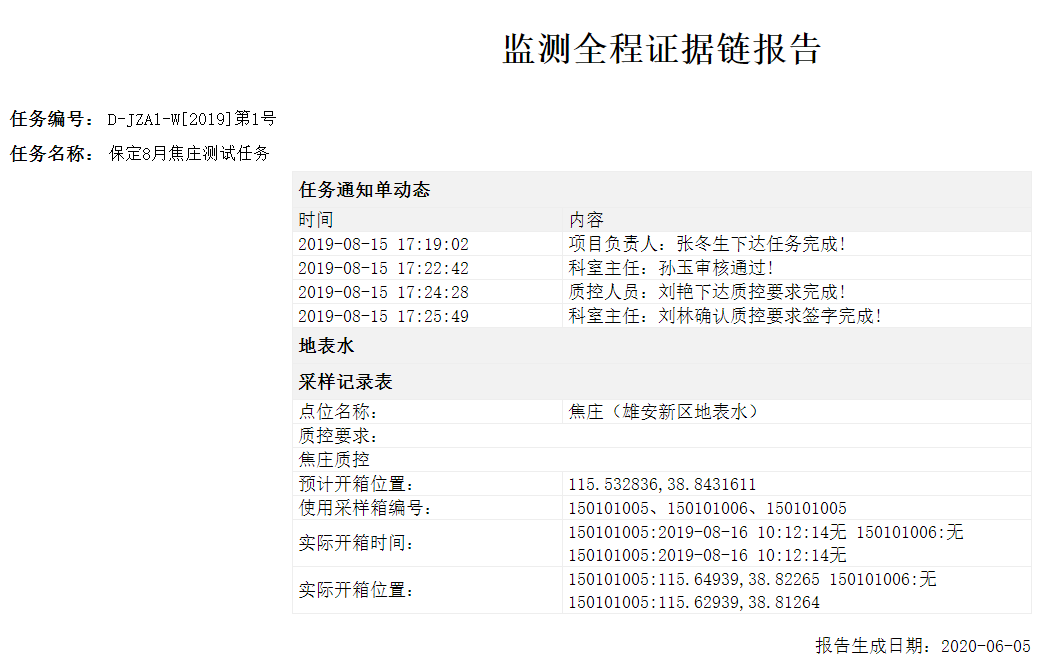 监测全程证据链报告
任务编号： D-JZA1-W[2019]第1号
任务名称： 保定8月焦庄测试任务
任务通知单动态
时间 内容
2019-08-15 17:19:02 项目负责人：张冬生下达任务完成!
2019-08-15 17:22:42 科室主任：孙玉审核通过!
2019-08-15 17:24:28 质控人员：刘艳下达质控要求完成!
2019-08-15 17:25:49 科室主任：刘林确认质控要求签字完成!
地表水
采样记录表
点位名称： 焦庄（雄安新区地表水）
质控要求：
焦庄质控
预计开箱位置： 115.532836,38.8431611
使用采样箱编号： 150101005、150101006、150101005
实际开箱时间： 150101005:2019-08-16 10:12:14无 150101006:无
150101005:2019-08-16 10:12:14无
实际开箱位置： 150101005:115.64939,38.82265 150101006:无
150101005:115.62939,38.81264
报告生成日期：2020-06-05